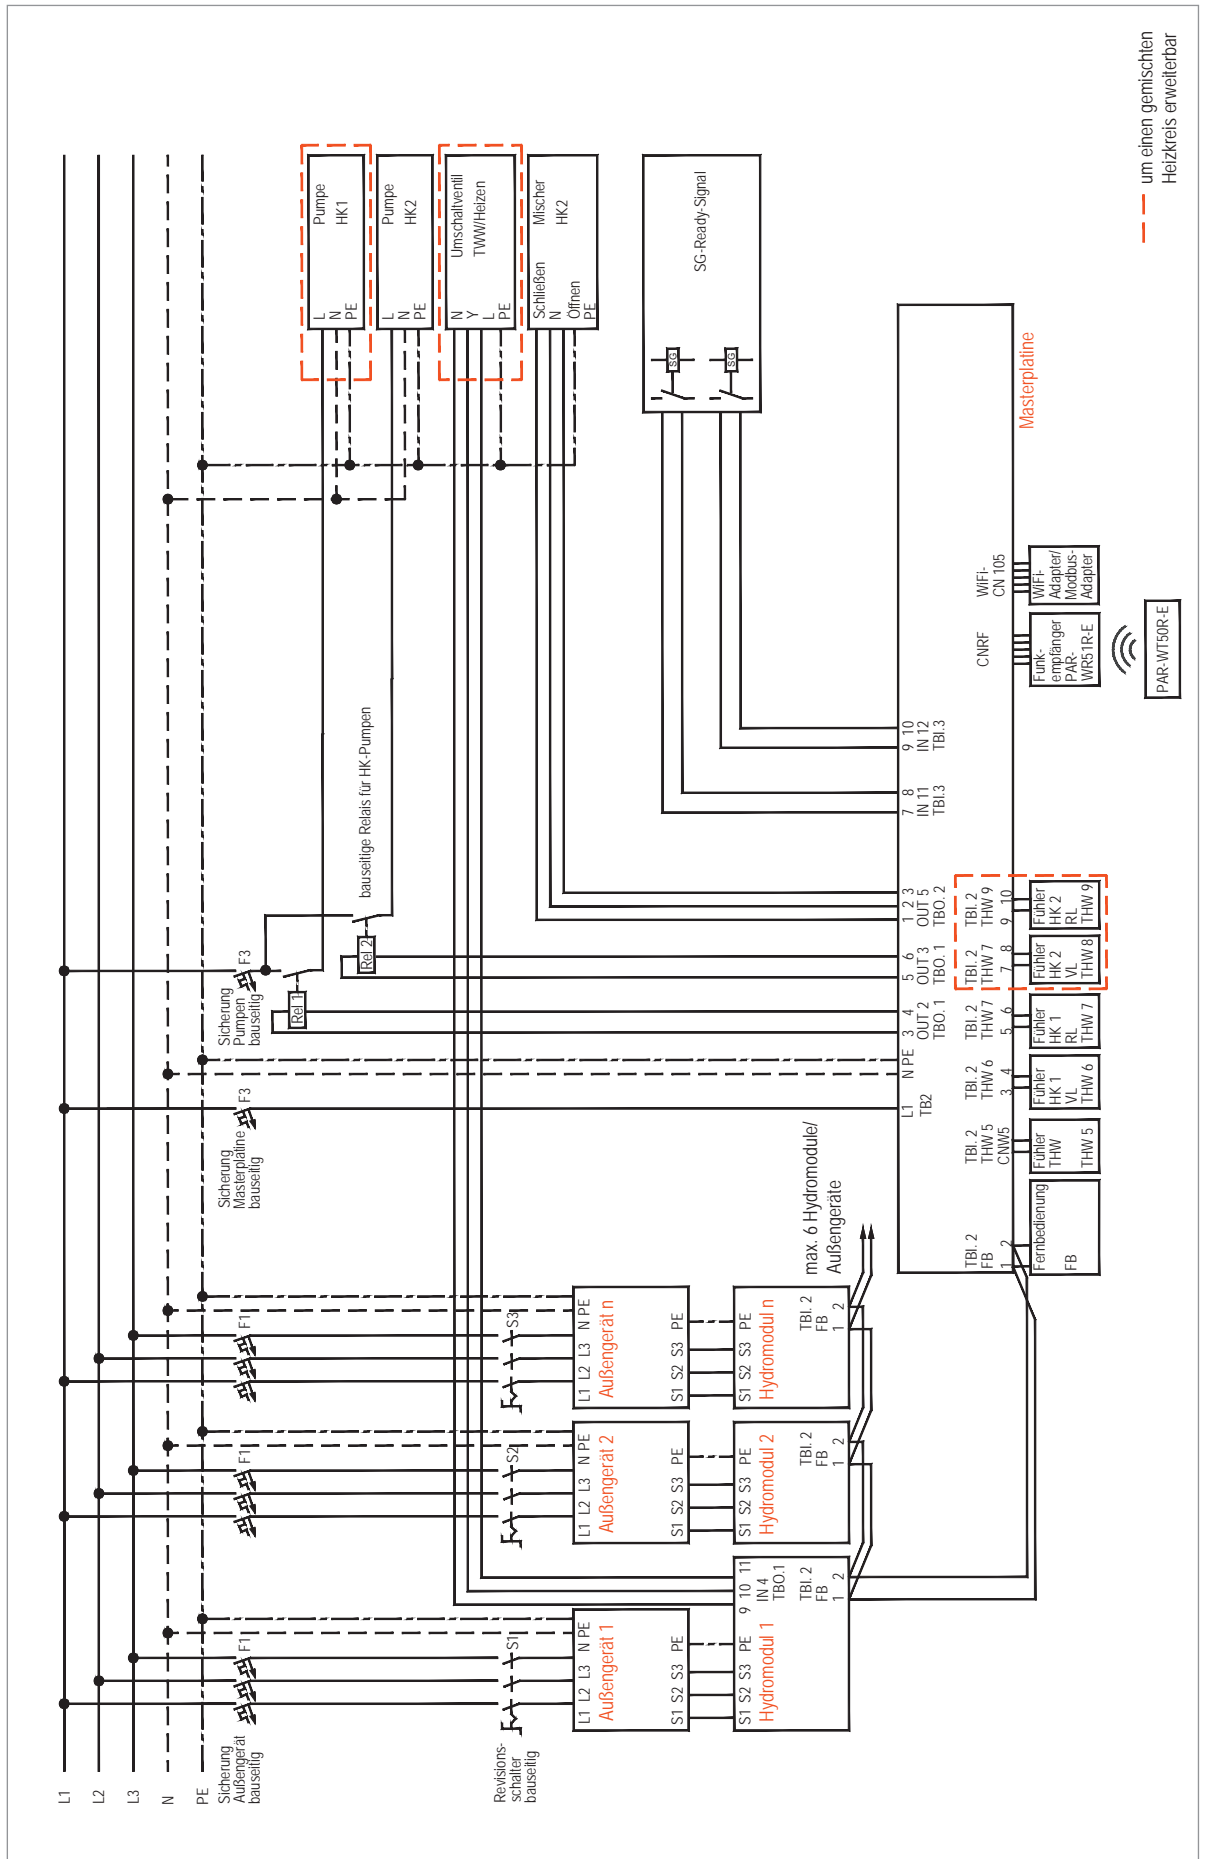 L1
L2
L3
N
PE
Sicherung
Außengerät
bauseitig
F1
F1
F1
Sicherung
Masterplatine
bauseitig
F3
Sicherung
Pumpen
bauseitig
F3
Rel 1
Rel 2
bauseitige Relais für HK-Pumpen
Pumpe
HK1
L
N
PE
Pumpe
HK2
L
N
PE
Umschaltventil
TWW/Heizen
N
Y
L
PE
Mischer
HK2
Schließen
N
Öffnen
PE
SG-Ready-Signal
SG
SG
Revisions-
schalter
bauseitig
S1
S2
S3
L1 L2 L3 N PE
Außengerät 1
S1 S2 S3 PE
L1 L2 L3 N PE
Außengerät 2
S1 S2 S3 PE
L1 L2 L3 N PE
Außengerät n
S1 S2 S3 PE
S1 S2 S3 PE
9 10 11
IN 4
TBO.1
Hydromodul 1
TBI. 2
FB
1 2
S1 S2 S3 PE
Hydromodul 2
TBI. 2
FB
1 2
S1 S2 S3 PE
Hydromodul n
TBI. 2
FB
1 2
max. 6 Hydromodule/
Außengeräte
L1
TB2
N PE
3 4
OUT 2
TBO. 1
5 6
OUT 3
TBO. 1
1 2 3
OUT 5
TBO. 2
7 8
IN 11
TBI.3
9 10
IN 12
TBI.3
CNRF
WiFi-
CN 105
Masterplatine
TBI. 2
FB
1 2
TBI. 2
THW 5
CNW5
TBI. 2
THW 6
3 4
TBI. 2
THW 7
5 6
TBI. 2
THW 7
7 8
TBI. 2
THW 9
9 10
Fernbedienung
FB
Fühler
THW
THW 5
Fühler
HK 1
VL
THW 6
Fühler
HK 1
RL
THW 7
Fühler
HK 2
VL
THW 8
Fühler
HK 2
RL
THW 9
Funk-
empfänger
PAR-
WR51R-E
WiFi-
Adapter/
Modbus-
Adapter
PAR-WT50R-E
um einen gemischten
Heizkreis erweiterbar